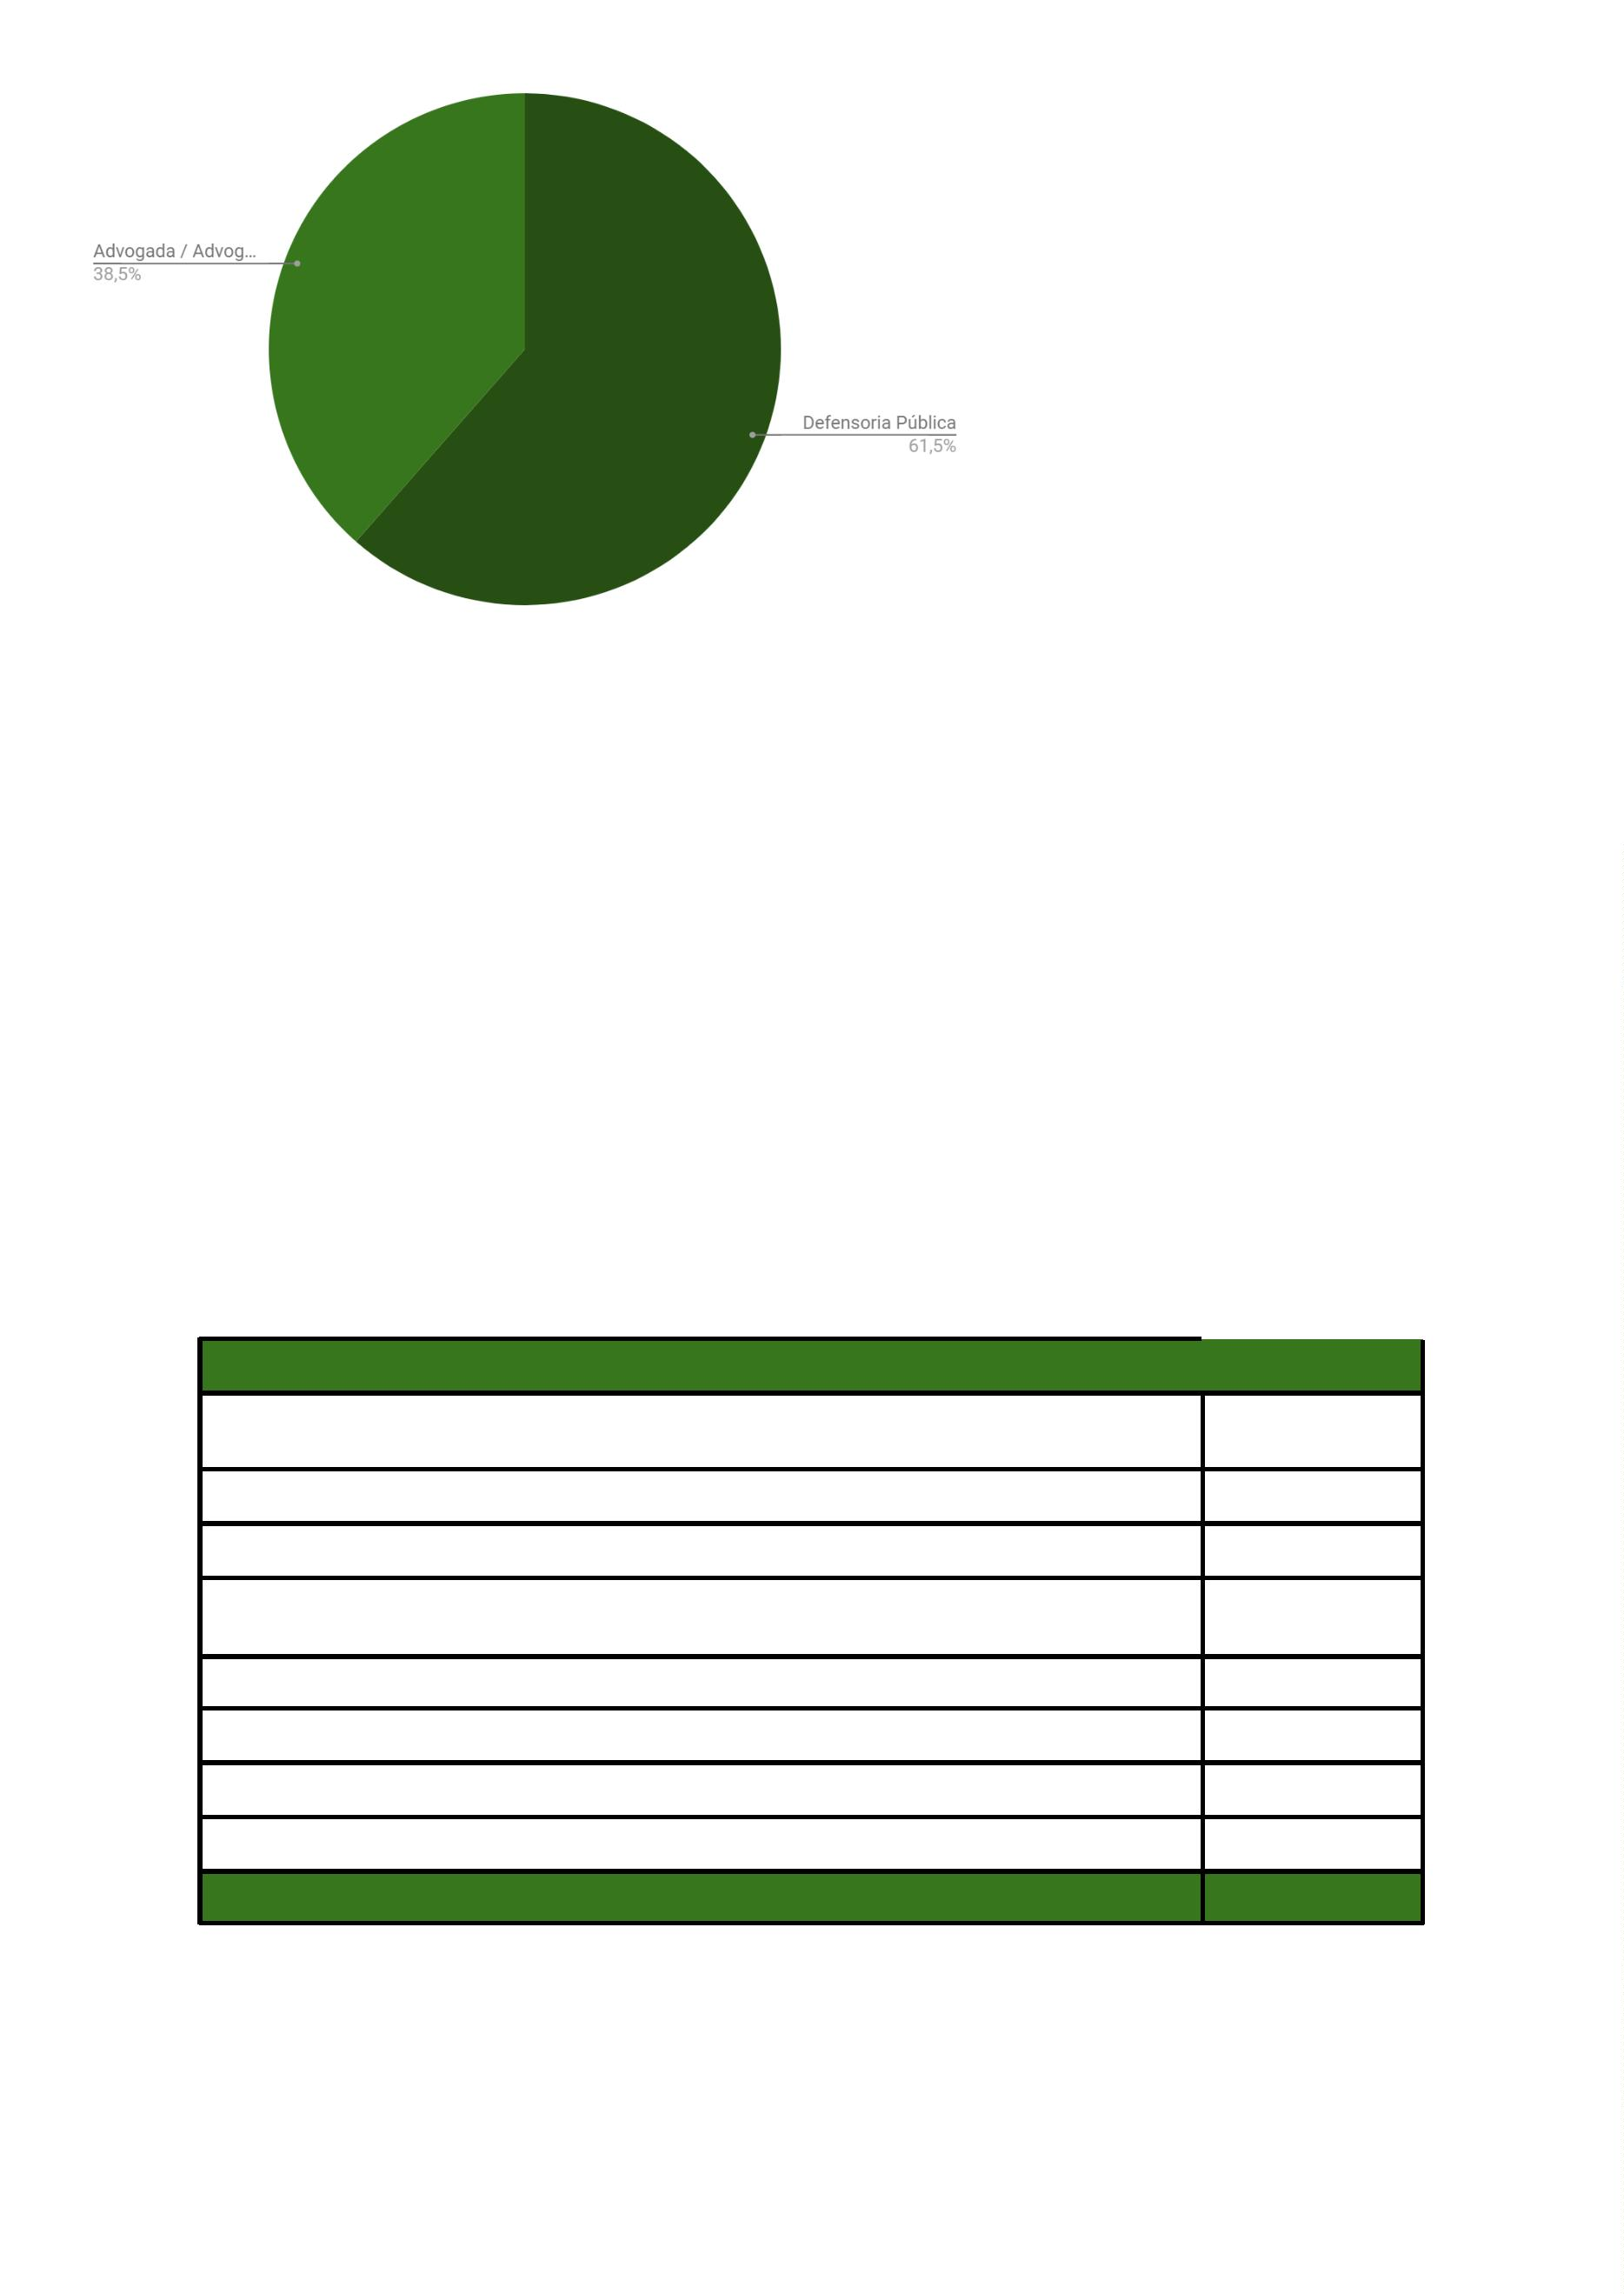 Advogada / Advog...
38,5%
Defensoria Pública
61,5%